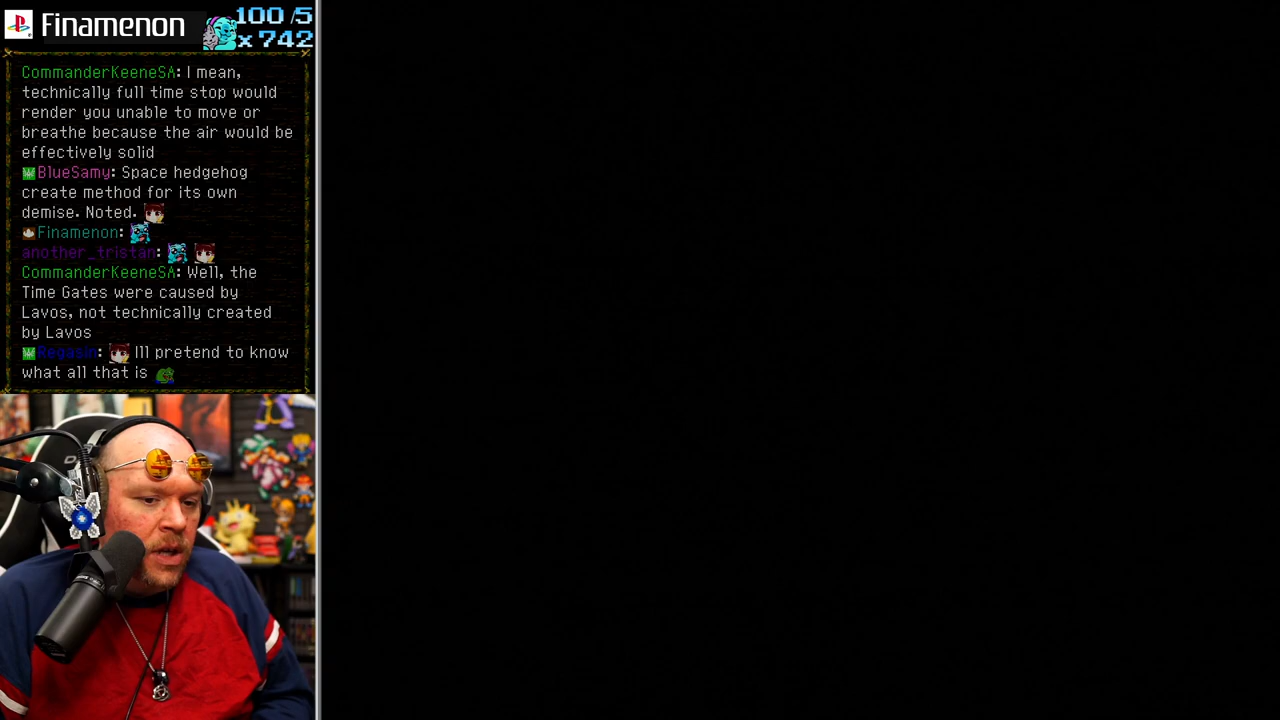 Finamenon
100/5
x742
CommanderKeeneSA: I mean,
technically full time stop would
render you unable to move or
breathe because the air would be
effectively solid
BlueSamy: Space hedgehog
create method for its own
demise. Noted.
Finamenon:
another_tristan:
CommanderKeeneSA: Well, the
Time Gates were caused by
Lavos, not technically created
by Lavos
Regasin: Ill pretend to know
what all that is